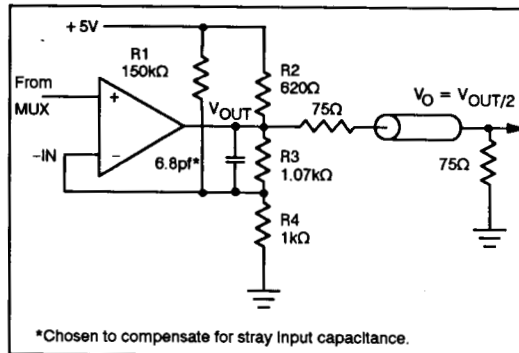 + 5V
R1
150kΩ
R2
620Ω
From
MUX
+
VOUT
75Ω
VO = VOUT/2
–IN
–
6.8pf*
R3
1.07kΩ
75Ω
R4
1kΩ
*Chosen to compensate for stray input capacitance.